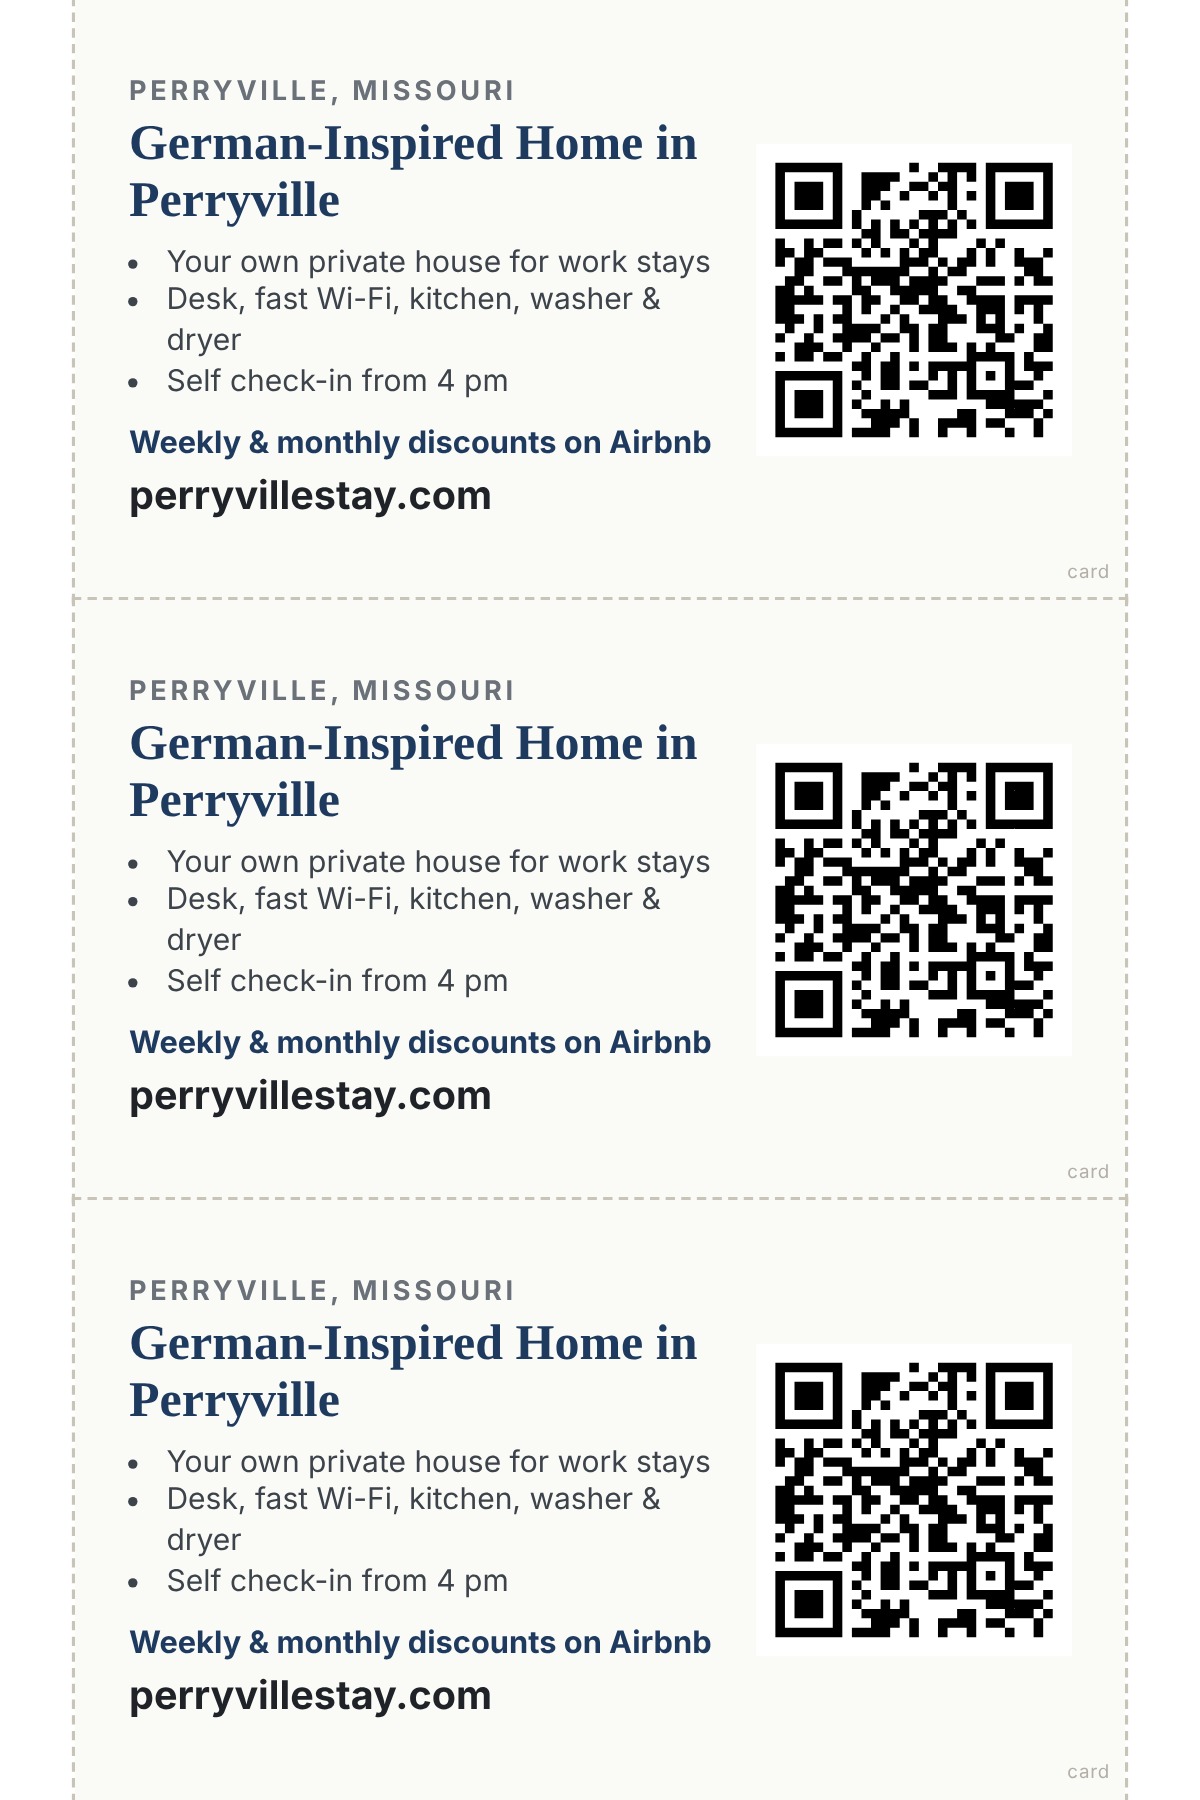 PERRYVILLE, MISSOURI
German-Inspired Home in
Perryville
• Your own private house for work stays
• Desk, fast Wi-Fi, kitchen, washer &
dryer
• Self check-in from 4 pm
Weekly & monthly discounts on Airbnb
perryvillestay.com
card
PERRYVILLE, MISSOURI
German-Inspired Home in
Perryville
• Your own private house for work stays
• Desk, fast Wi-Fi, kitchen, washer &
dryer
• Self check-in from 4 pm
Weekly & monthly discounts on Airbnb
perryvillestay.com
card
PERRYVILLE, MISSOURI
German-Inspired Home in
Perryville
• Your own private house for work stays
• Desk, fast Wi-Fi, kitchen, washer &
dryer
• Self check-in from 4 pm
Weekly & monthly discounts on Airbnb
perryvillestay.com
card